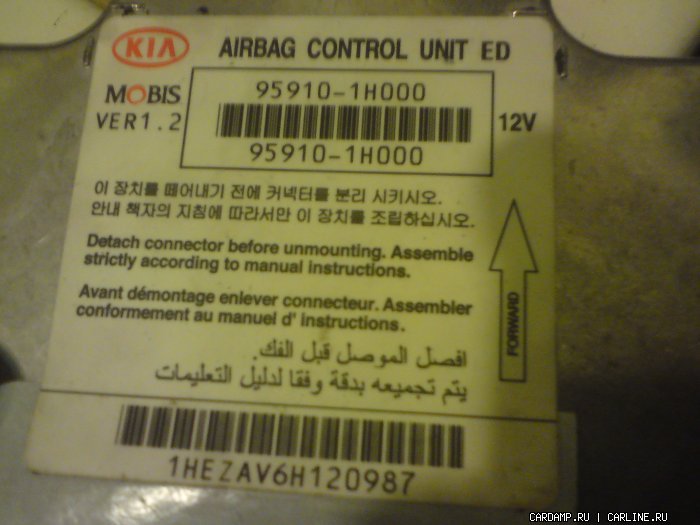 KIA
AIRBAG CONTROL UNIT ED
MOBIS
VER1.2
95910-1H000
95910-1H000
12V
이 장치를 떼어내기 전에 커넥터를 분리 시키시오.
안내 책자의 지침에 따라서만 이 장치를 조립하십시오.
Detach connector before unmounting. Assemble
strictly according to manual instructions.
Avant démontage enlever connecteur. Assembler
conformement au manuel d' instructions.
افصل الموصل قبل الفك.
يتم تجميعه بدقة وفقا لدليل التعليمات
FORWARD
1HEZAV6H120987
CARDAMP.RU | CARLINE.RU